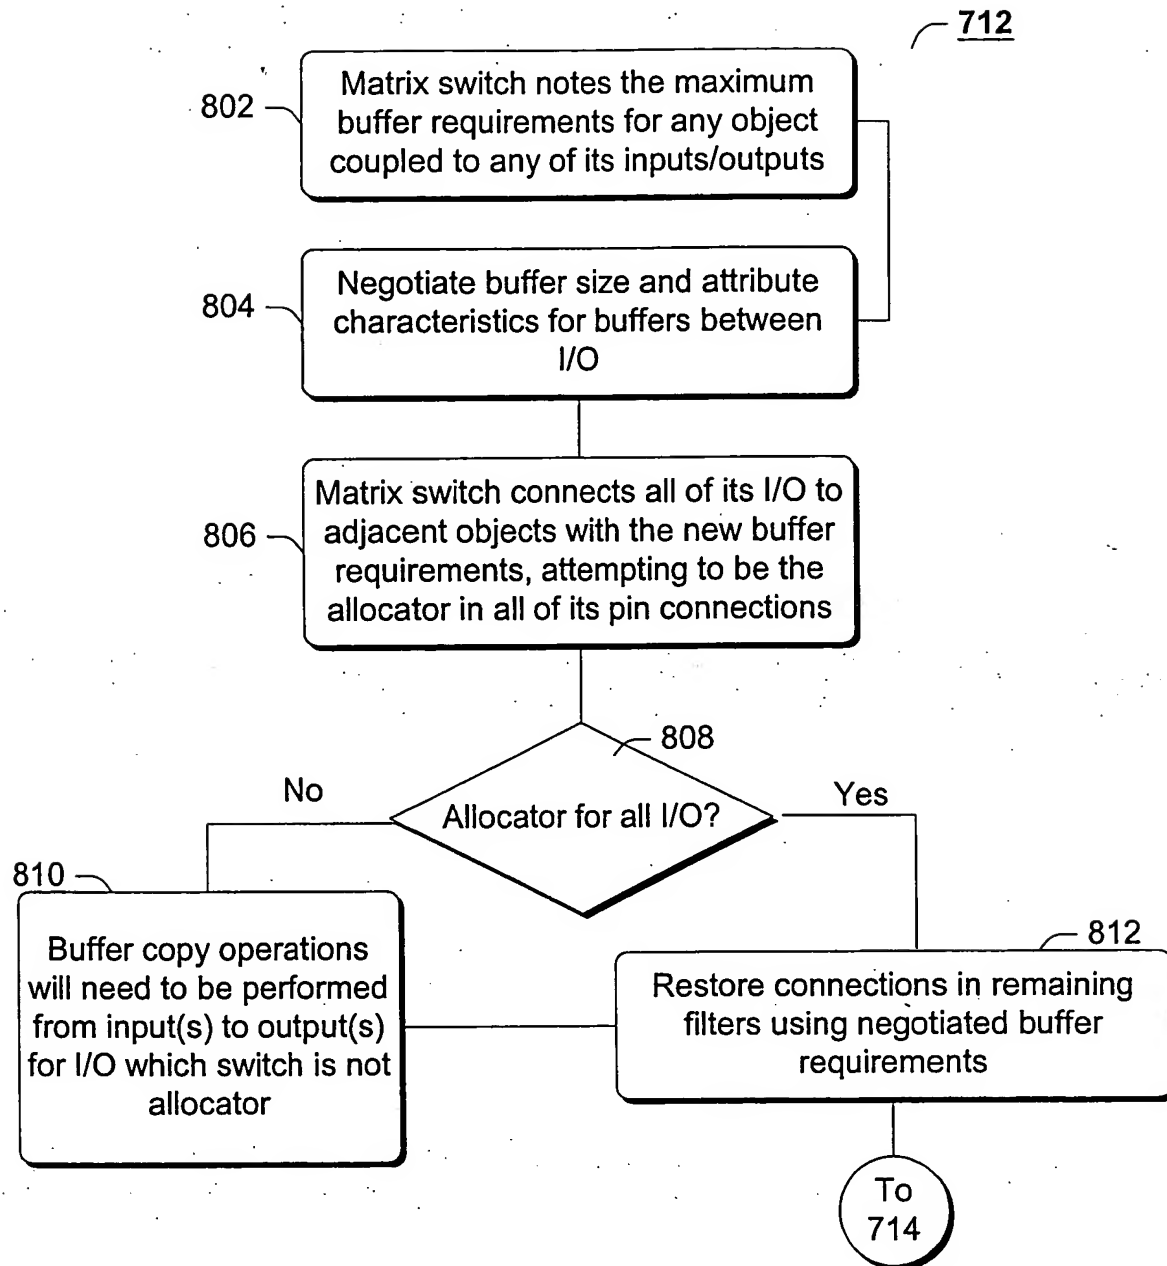 712
802
Matrix switch notes the maximum
buffer requirements for any object
coupled to any of its inputs/outputs
804
Negotiate buffer size and attribute
characteristics for buffers between
I/O
806
Matrix switch connects all of its I/O to
adjacent objects with the new buffer
requirements, attempting to be the
allocator in all of its pin connections
808
Allocator for all I/O?
No
Yes
810
Buffer copy operations
will need to be performed
from input(s) to output(s)
for I/O which switch is not
allocator
812
Restore connections in remaining
filters using negotiated buffer
requirements
To
714